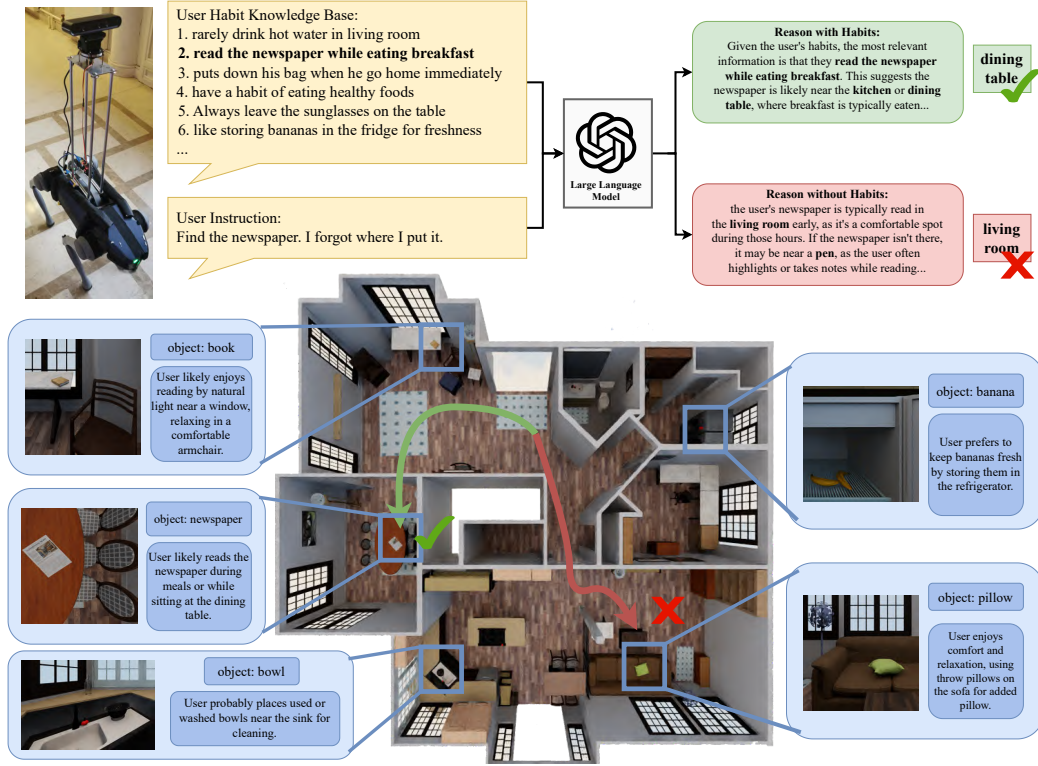 User Habit Knowledge Base:
1. rarely drink hot water in living room
2. read the newspaper while eating breakfast
3. puts down his bag when he go home immediately
4. have a habit of eating healthy foods
5. Always leave the sunglasses on the table
6. like storing bananas in the fridge for freshness
...
User Instruction:
Find the newspaper. I forgot where I put it.
Large Language
Model
Reason with Habits:
Given the user's habits, the most relevant
information is that they read the newspaper
while eating breakfast. This suggests the
newspaper is likely near the kitchen or dining
table, where breakfast is typically eaten...
dining
table
Reason without Habits:
the user's newspaper is typically read in
the living room early, as it's a comfortable spot
during those hours. If the newspaper isn't there,
it may be near a pen, as the user often
highlights or takes notes while reading...
living
room
object: book
User likely enjoys
reading by natural
light near a window,
relaxing in a
comfortable
armchair.
object: newspaper
User likely reads the
newspaper during
meals or while
sitting at the dining
table.
object: bowl
User probably places used or
washed bowls near the sink for
cleaning.
object: banana
User prefers to
keep bananas fresh
by storing them in
the refrigerator.
object: pillow
User enjoys
comfort and
relaxation, using
throw pillows on
the sofa for added
pillow.